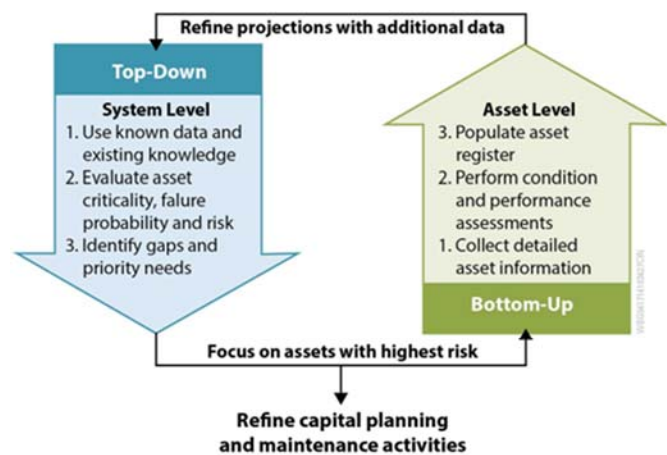 Refine projections with additional data
Top-Down
System Level
1. Use known data and
existing knowledge
2. Evaluate asset
criticality, falure
probability and risk
3. Identify gaps and
priority needs
Asset Level
3. Populate asset
register
2. Perform condition
and performance
assessments
1. Collect detailed
asset information
Bottom-Up
Focus on assets with highest risk
Refine capital planning
and maintenance activities